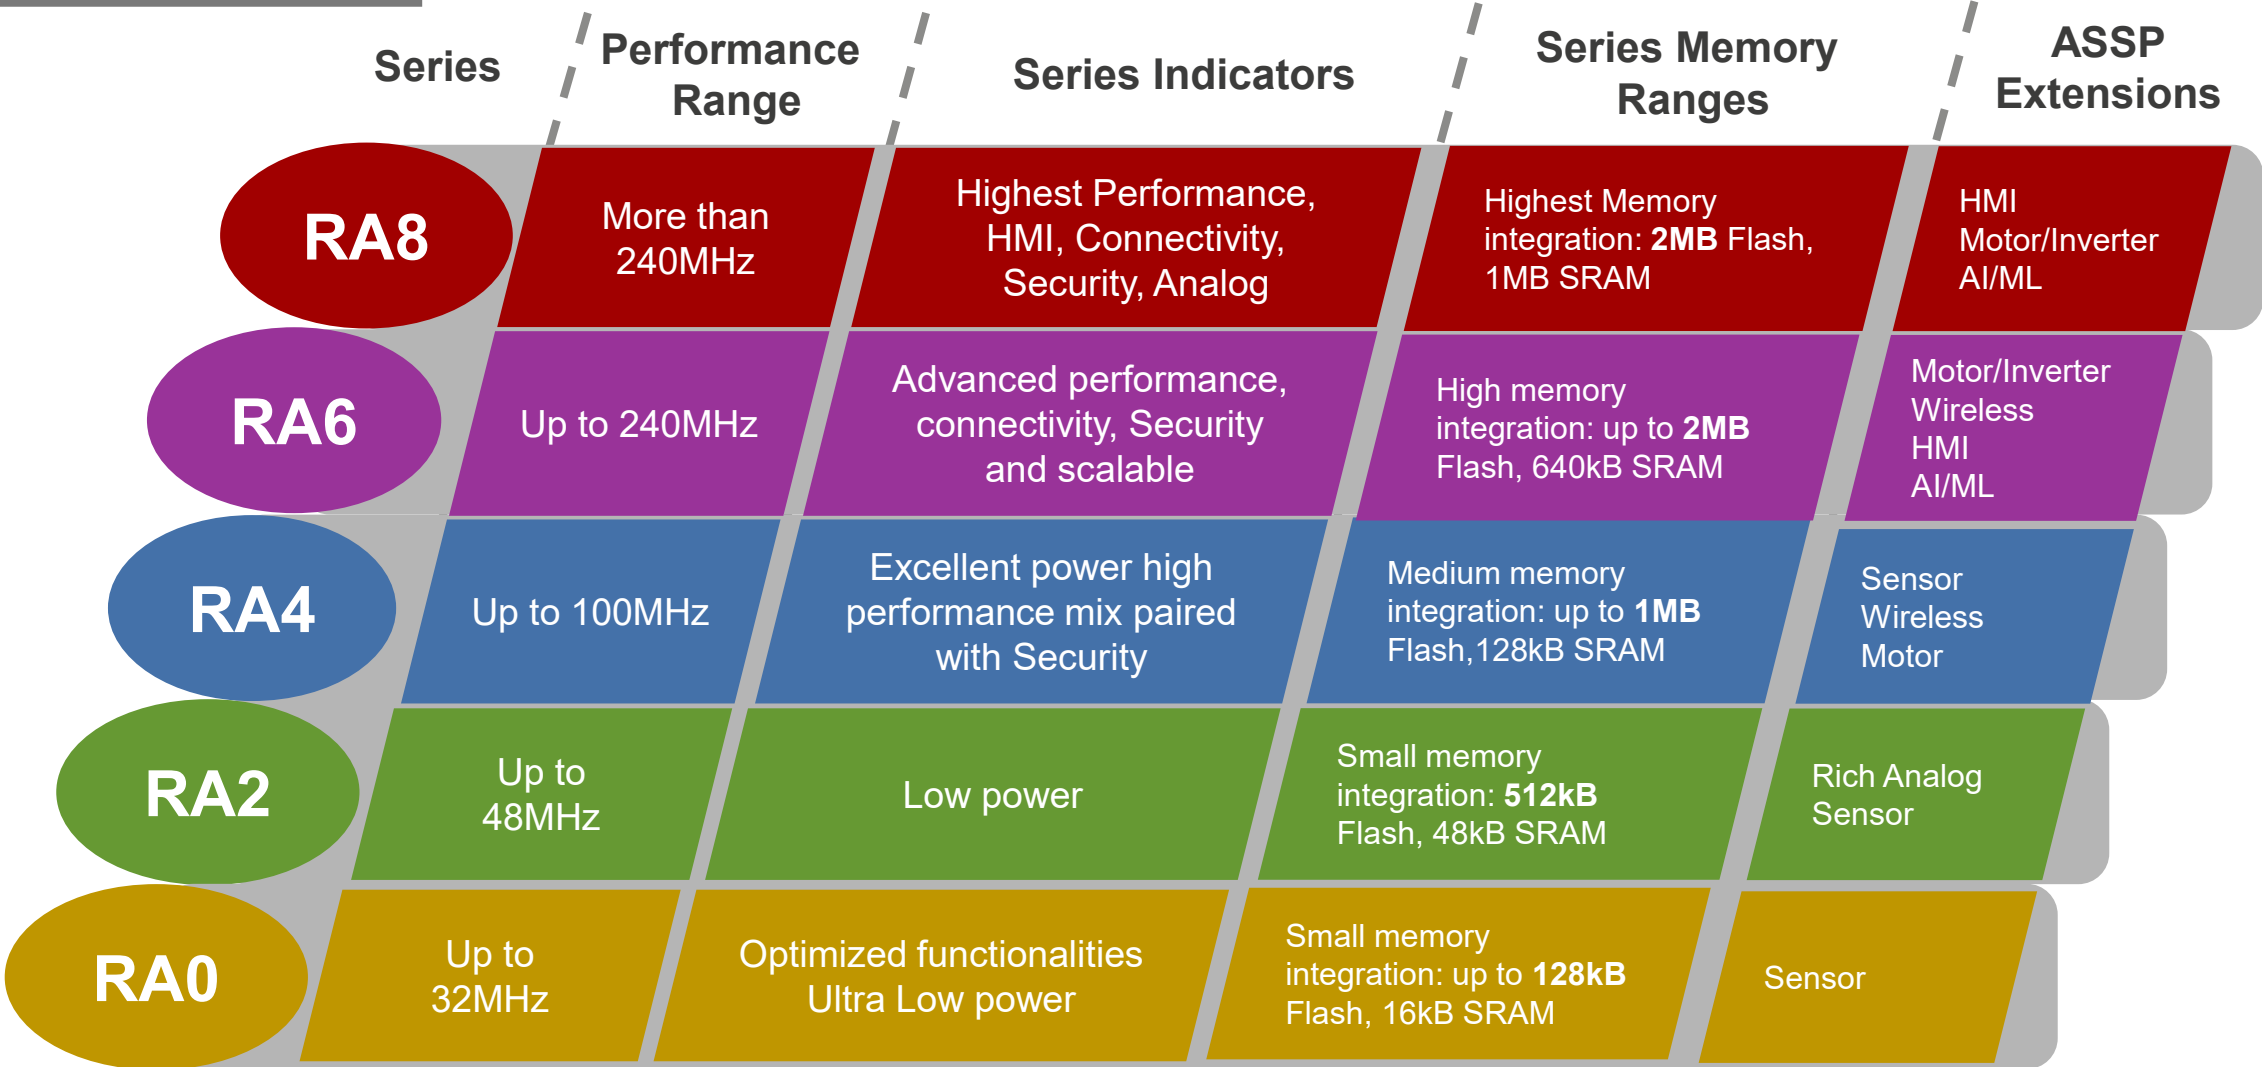 Series
Performance
Range
Series Indicators
Series Memory
Ranges
ASSP
Extensions
RA8
More than
240MHz
Highest Performance,
HMI, Connectivity,
Security, Analog
Highest Memory
integration: 2MB Flash,
1MB SRAM
HMI
Motor/Inverter
AI/ML
RA6
Up to 240MHz
Advanced performance,
connectivity, Security
and scalable
High memory
integration: up to 2MB
Flash, 640kB SRAM
Motor/Inverter
Wireless
HMI
AI/ML
RA4
Up to 100MHz
Excellent power high
performance mix paired
with Security
Medium memory
integration: up to 1MB
Flash,128kB SRAM
Sensor
Wireless
Motor
RA2
Up to
48MHz
Low power
Small memory
integration: 512kB
Flash, 48kB SRAM
Rich Analog
Sensor
RA0
Up to
32MHz
Optimized functionalities
Ultra Low power
Small memory
integration: up to 128kB
Flash, 16kB SRAM
Sensor